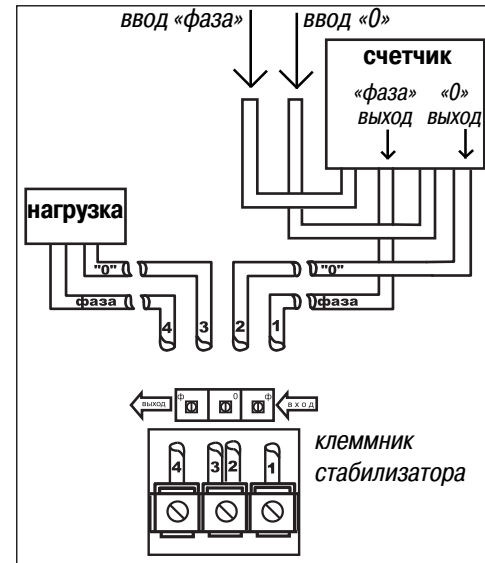 ввод «фаза» ввод «0»
счетчик
«фаза» «0»
выход выход
нагрузка
"0" "0"
фаза фаза
4 3 2 1
ф 0 ф
выход вход
4 3 2 1
клеммник
стабилизатора